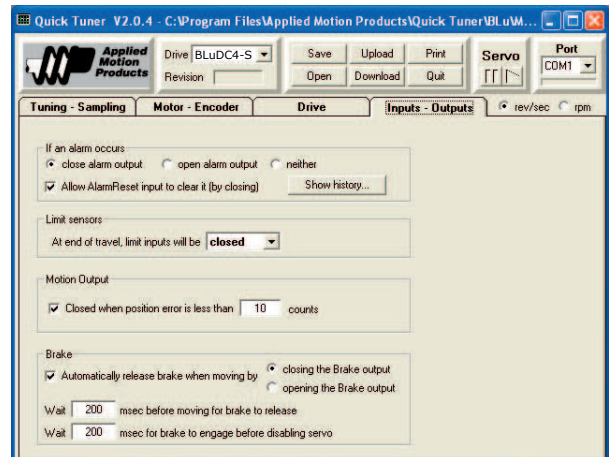 Quick Tuner V2.0.4 - C:\Program Files\Applied Motion Products\Quick Tuner\BLu\M...
Applied Motion Products
Drive BLuDC4-S
Revision
Save Upload Print
Open Download Quit
Servo
Port
COM1
Tuning - Sampling Motor - Encoder Drive Inputs - Outputs rev/sec rpm
If an alarm occurs
close alarm output open alarm output neither
Allow AlarmReset input to clear it (by closing) Show history...
Limit sensors
At end of travel, limit inputs will be closed
Motion Output
Closed when position error is less than 10 counts
Brake
Automatically release brake when moving by closing the Brake output
opening the Brake output
Wait 200 msec before moving for brake to release
Wait 200 msec for brake to engage before disabling servo